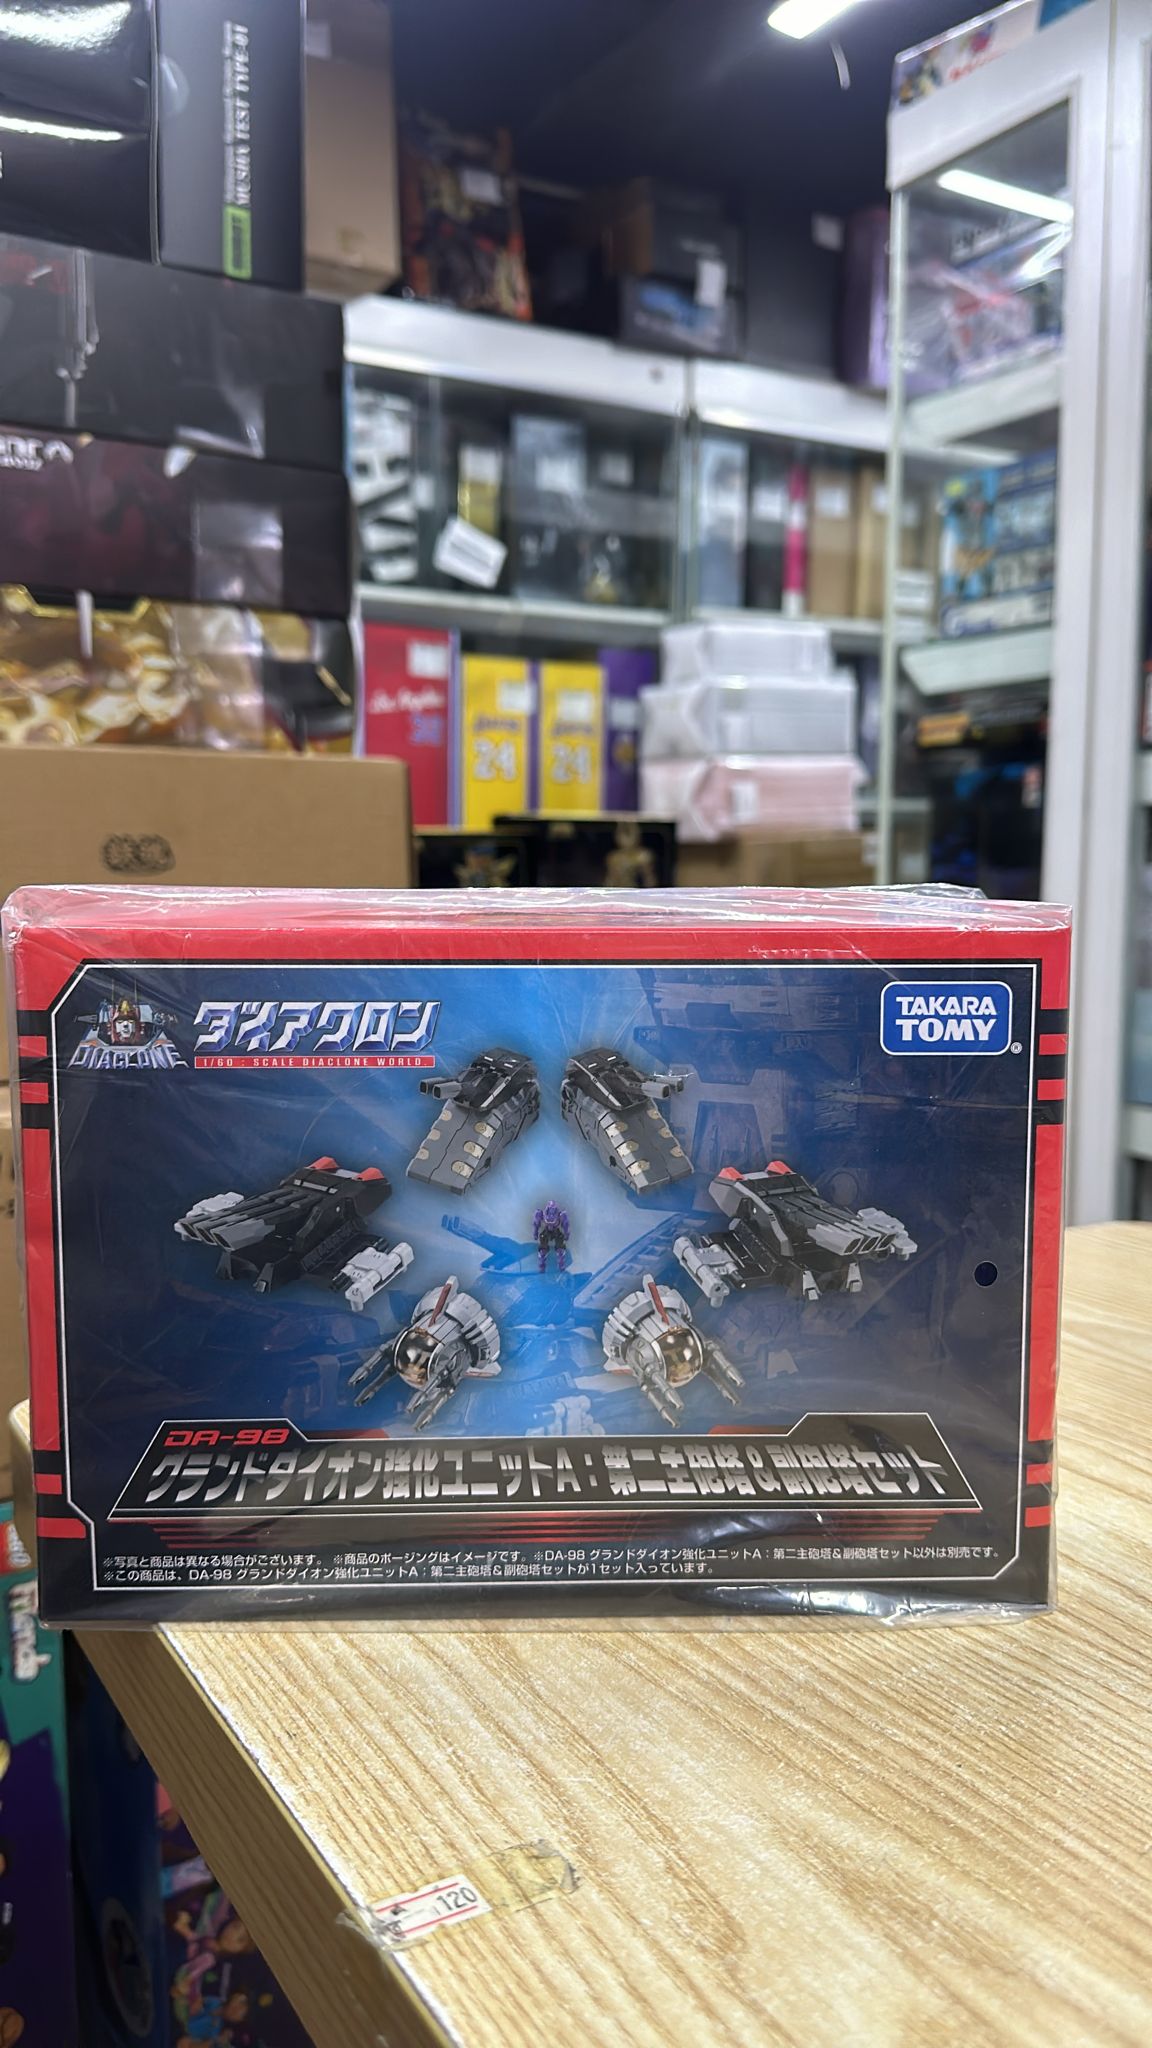 MUSHA TEST TYPE-01
Los Angeles
24
24
DIACLONE
ダイアクロン
1/60 : SCALE DIACLONE WORLD.
TAKARA
TOMY
®
DA-98
グランドダイオン強化ユニットA：第二主砲塔＆副砲塔セット
※写真と商品は異なる場合がございます。 ※商品のポージングはイメージです。 ※DA-98 グランドダイオン強化ユニットA：第二主砲塔＆副砲塔セット以外は別売です。
※この商品は、DA-98 グランドダイオン強化ユニットA：第二主砲塔＆副砲塔セットが1セット入っています。
120